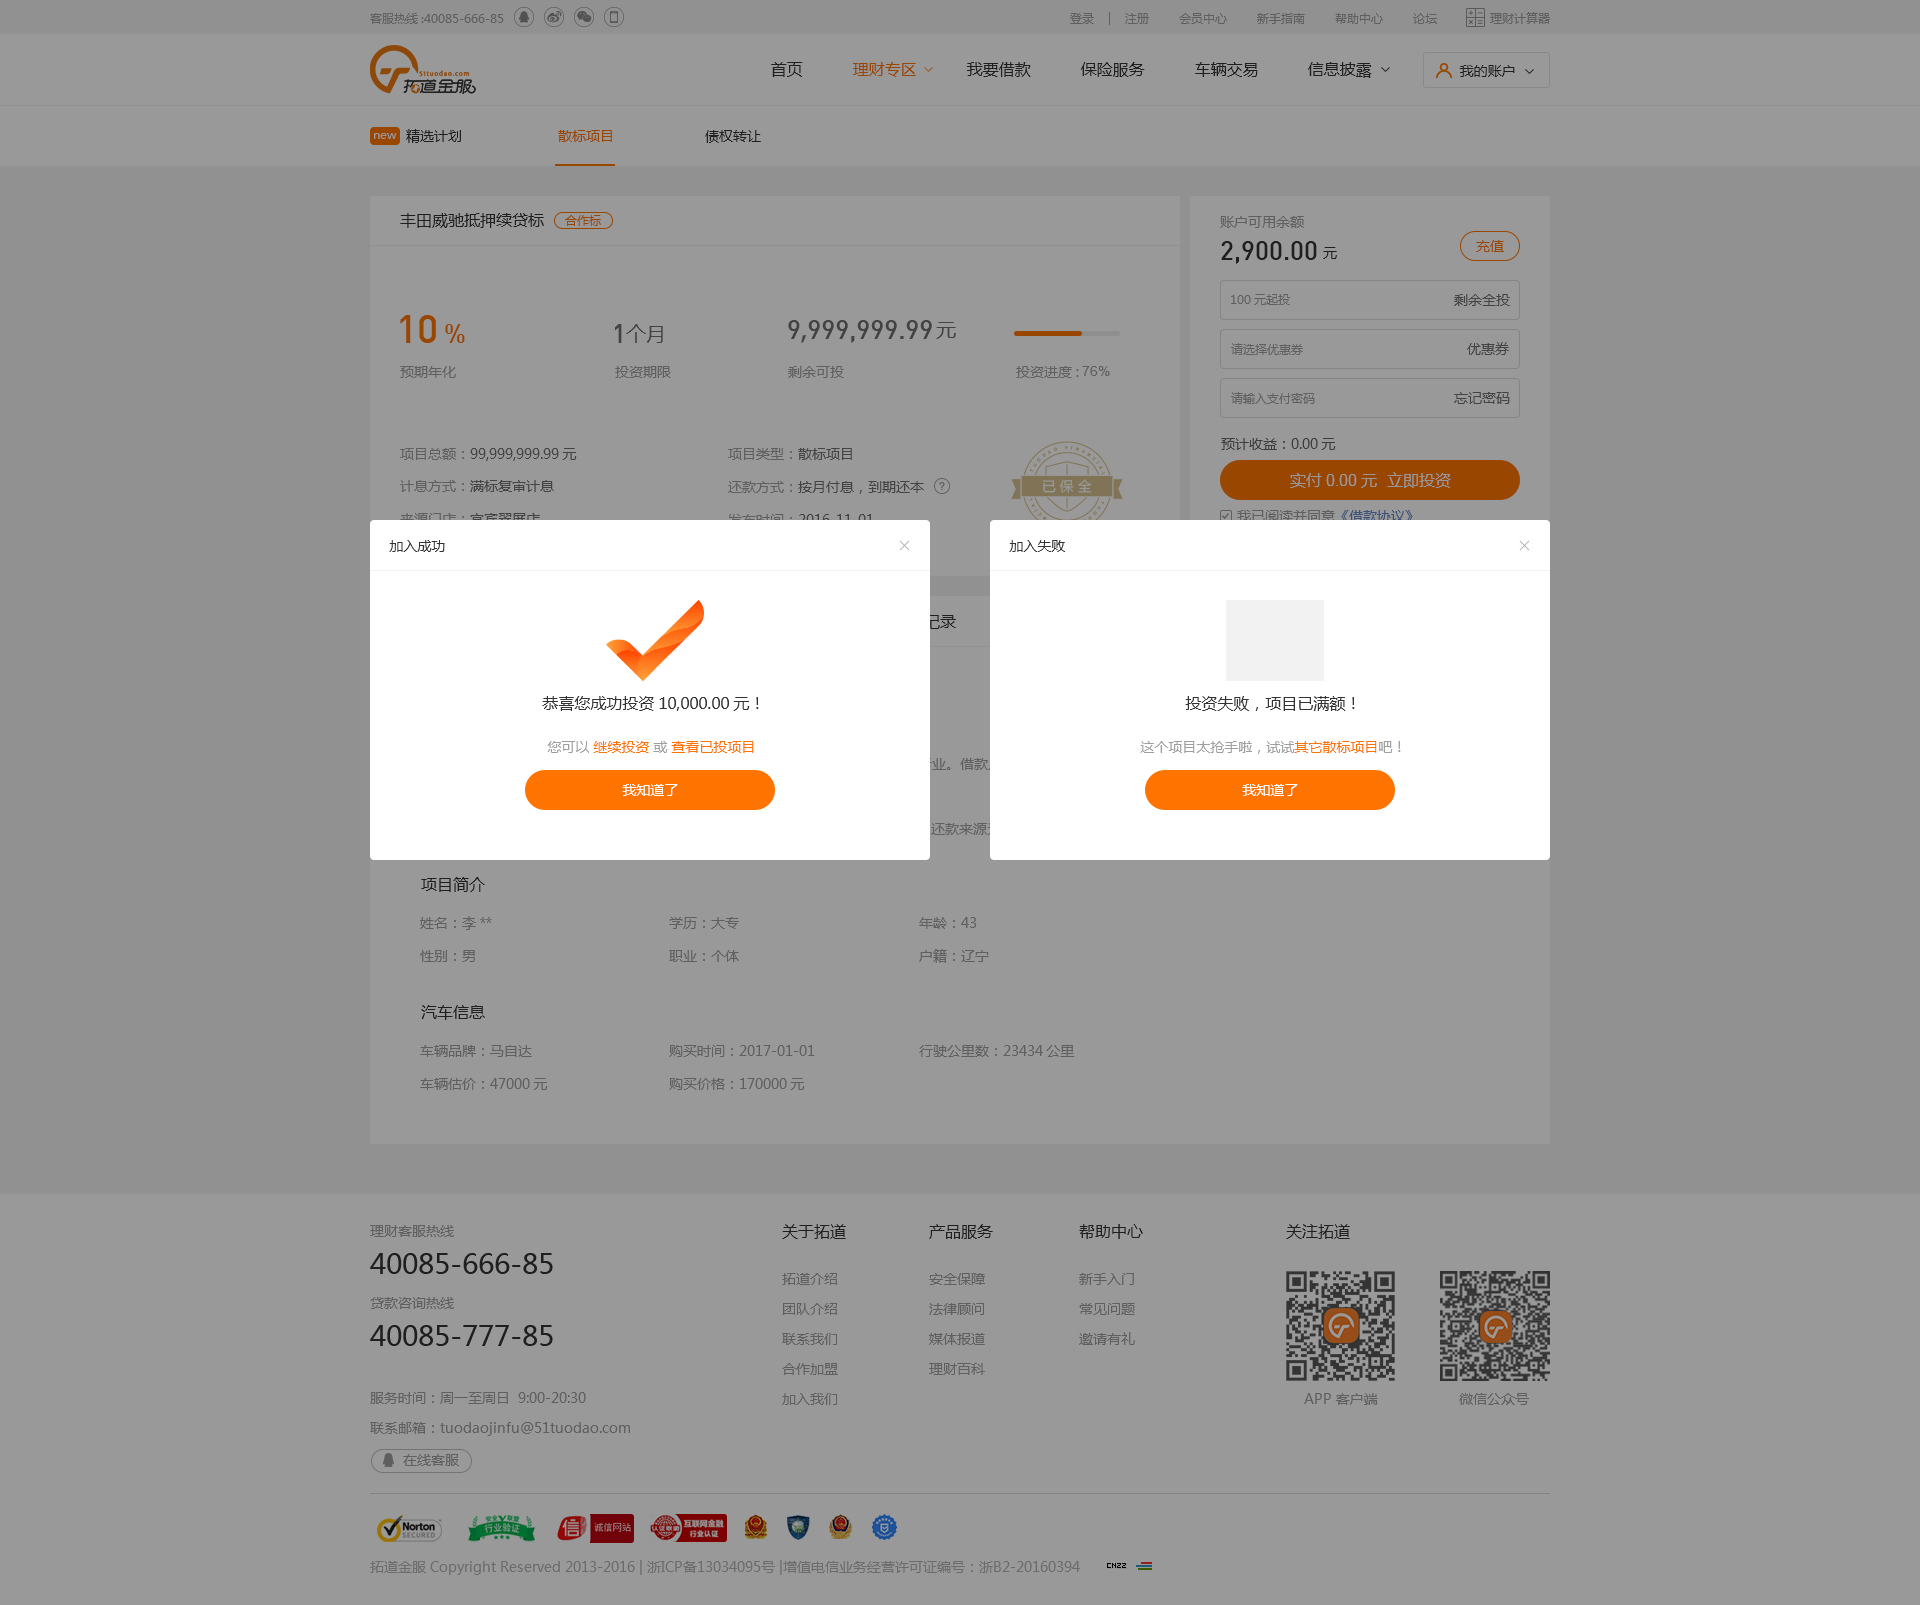 客服热线 :40085-666-85
登录 | 注册 会员中心 新手指南 帮助中心 论坛 理财计算器
51tuodao.com
拓道金服
首页 理财专区 我要借款 保险服务 车辆交易 信息披露 我的账户
new 精选计划 散标项目 债权转让
丰田威驰抵押续贷标 合作标
账户可用余额
2,900.00 元 充值
100 元起投 剩余全投
10 % 1个月 9,999,999.99元
请选择优惠券 优惠券
预期年化 投资期限 剩余可投 投资进度 : 76%
请输入支付密码 忘记密码
预计收益：0.00 元
项目总额：99,999,999.99 元 项目类型：散标项目
实付 0.00 元 立即投资
计息方式：满标复审计息 还款方式：按月付息，到期还本 ?
已保全
来源门店：宜宾翠屏店 发布时间：2016-11-01
我已阅读并同意《借款协议》
加入成功
恭喜您成功投资 10,000.00 元！
您可以 继续投资 或 查看已投项目
我知道了
加入失败
投资失败，项目已满额！
这个项目太抢手啦，试试其它散标项目吧！
我知道了
记录
业。借款
还款来源
项目简介
姓名：李 ** 学历：大专 年龄：43
性别：男 职业：个体 户籍：辽宁
汽车信息
车辆品牌：马自达 购买时间：2017-01-01 行驶公里数：23434 公里
车辆估价：47000 元 购买价格：170000 元
理财客服热线
40085-666-85
贷款咨询热线
40085-777-85
服务时间：周一至周日 9:00-20:30
联系邮箱：tuodaojinfu@51tuodao.com
在线客服
关于拓道
拓道介绍
团队介绍
联系我们
合作加盟
加入我们
产品服务
安全保障
法律顾问
媒体报道
理财百科
帮助中心
新手入门
常见问题
邀请有礼
关注拓道
APP 客户端 微信公众号
Norton SECURED
行业验证
信 诚信网站
互联网金融 行业认证
拓道金服 Copyright Reserved 2013-2016 | 浙ICP备13034095号 |增值电信业务经营许可证编号：浙B2-20160394 CNZZ